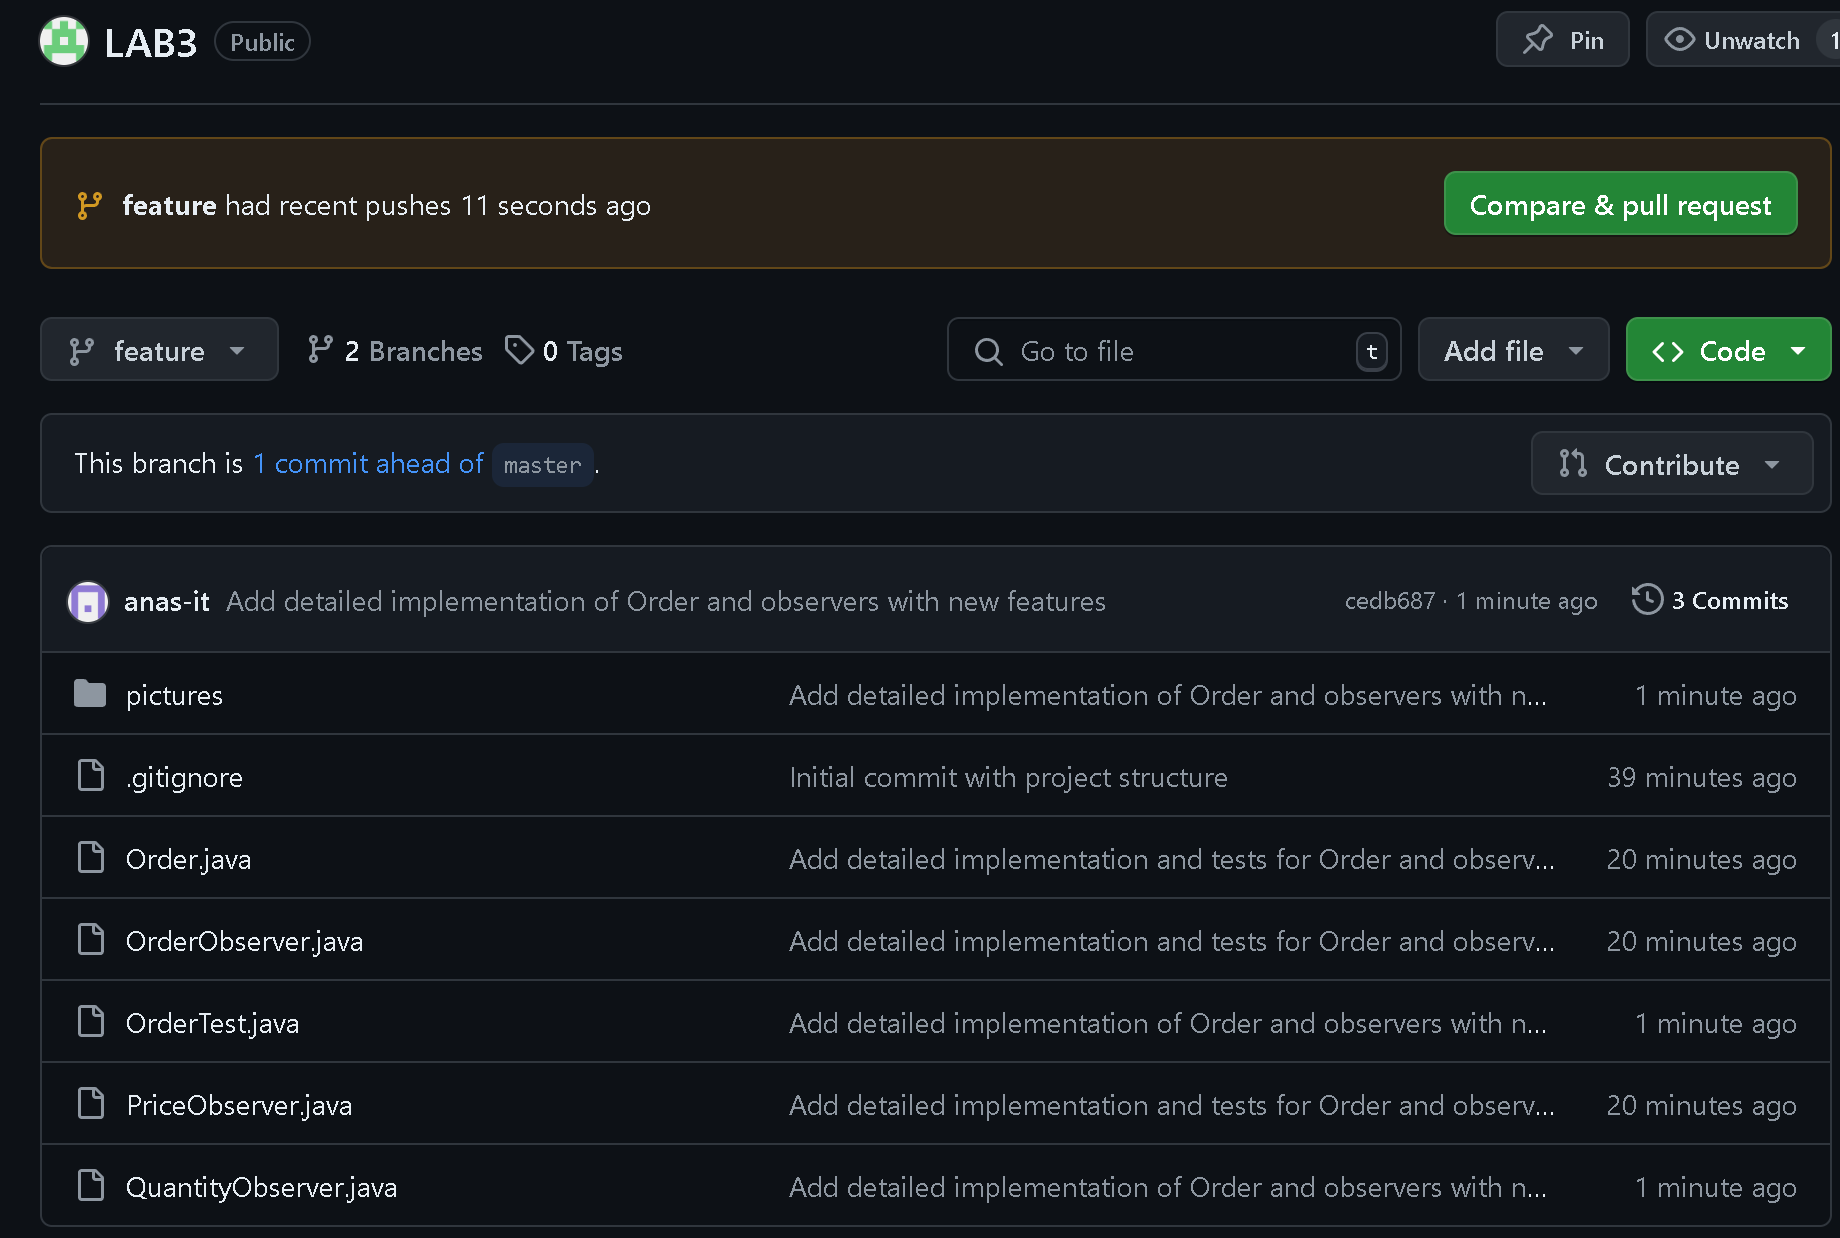 LAB3 Public Pin Unwatch 1
feature had recent pushes 11 seconds ago Compare & pull request
feature 2 Branches 0 Tags Go to file t Add file Code
This branch is 1 commit ahead of master . Contribute
anas-it Add detailed implementation of Order and observers with new features cedb687 · 1 minute ago 3 Commits
pictures Add detailed implementation of Order and observers with n... 1 minute ago
.gitignore Initial commit with project structure 39 minutes ago
Order.java Add detailed implementation and tests for Order and observ... 20 minutes ago
OrderObserver.java Add detailed implementation and tests for Order and observ... 20 minutes ago
OrderTest.java Add detailed implementation of Order and observers with n... 1 minute ago
PriceObserver.java Add detailed implementation and tests for Order and observ... 20 minutes ago
QuantityObserver.java Add detailed implementation of Order and observers with n... 1 minute ago